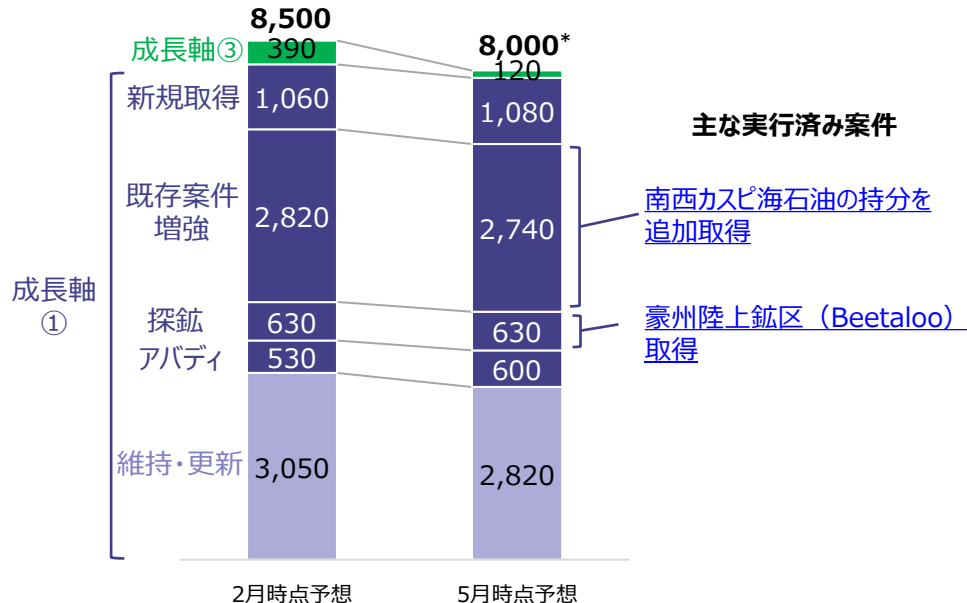 8,500
成長軸③
390
8,000*
120
成長軸
①
新規取得
1,060
1,080
既存案件
増強
2,820
2,740
探鉱
630
630
アバディ
530
600
維持・更新
3,050
2,820
主な実行済み案件
南西カスピ海石油の持分を
追加取得
豪州陸上鉱区（Beetaloo）
取得
2月時点予想
5月時点予想